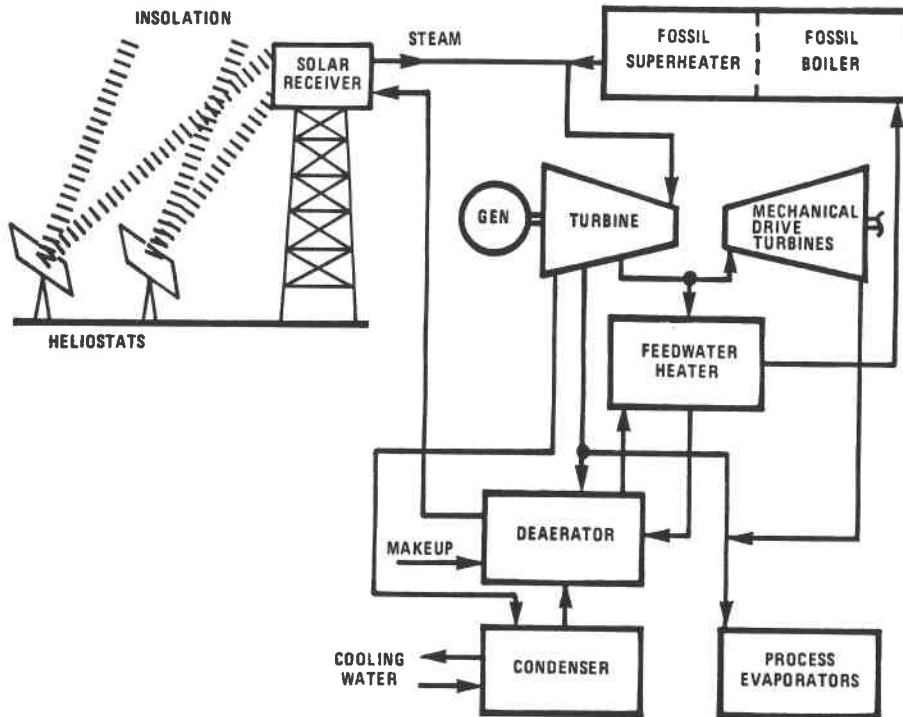 INSOLATION
STEAM
SOLAR
RECEIVER
FOSSIL
SUPERHEATER
FOSSIL
BOILER
GEN
TURBINE
MECHANICAL
DRIVE
TURBINES
HELIOSTATS
FEEDWATER
HEATER
DEAERATOR
MAKEUP
COOLING
WATER
CONDENSER
PROCESS
EVAPORATORS